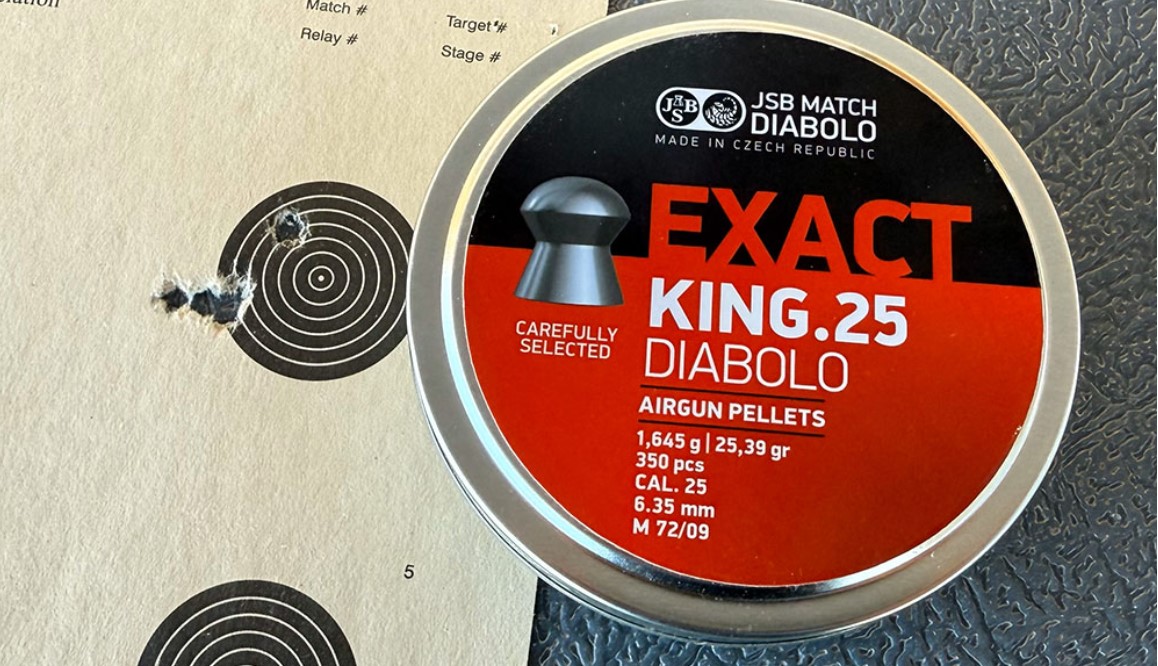 Match #
Relay #
Target #
Stage #
JSB
JSB MATCH
DIABOLO
MADE IN CZECH REPUBLIC
EXACT
KING.25
DIABOLO
CAREFULLY
SELECTED
AIRGUN PELLETS
1,645 g | 25,39 gr
350 pcs
CAL. 25
6.35 mm
M 72/09
5